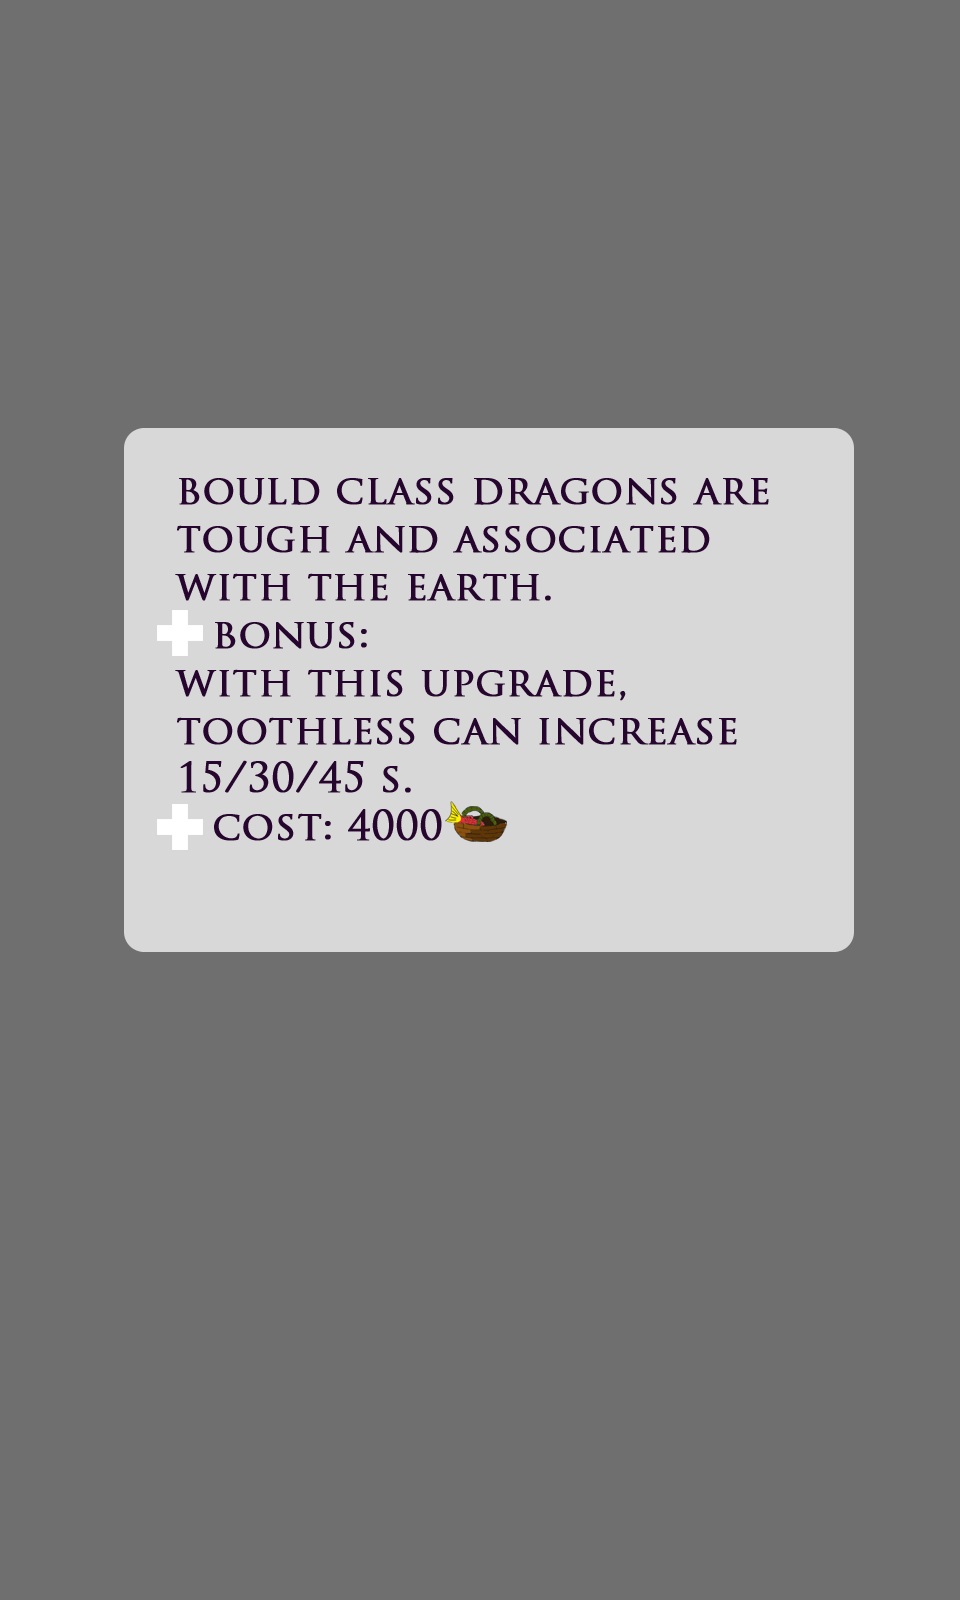 BOULD CLASS DRAGONS ARE
TOUGH AND ASSOCIATED
WITH THE EARTH.
BONUS:
WITH THIS UPGRADE,
TOOTHLESS CAN INCREASE
15/30/45 S.
COST: 4000